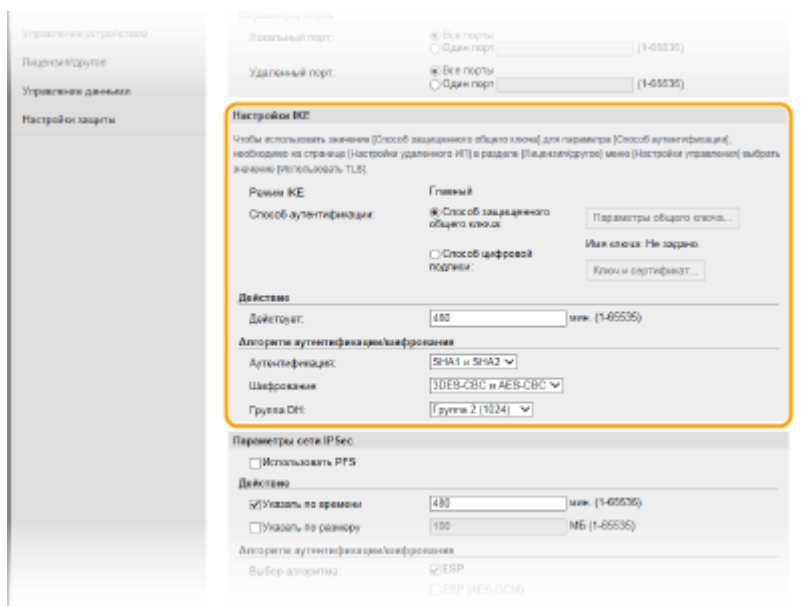 Параметры порта
Управление устройством
Локальный порт:
Все порты
Один порт
(1-65535)
Лицензия/другое
Удаленный порт:
Все порты
Управление данными
Один порт
(1-65535)
Настройки защиты
Настройки IKE
Чтобы использовать значение [Способ защищенного общего ключа] для параметра [Способ аутентификации],
необходимо на странице [Настройки удаленного ИП] в разделе [Лицензия/другое] меню [Настройки управления] выбрать
значение [Использовать TLS].
Режим IKE:
Главный
Способ аутентификации:
Способ защищенного
общего ключа:
Параметры общего ключа...
Имя ключа: Не задано.
Способ цифровой
подписи:
Ключ и сертификат...
Действие
Действует:
480
мин. (1-65535)
Алгоритм аутентификации/шифрования
Аутентификация:
SHA1 и SHA2
Шифрование:
3DES-CBC и AES-CBC
Группа DH:
Группа 2 (1024)
Параметры сети IPSec
Использовать PFS
Действие
Указать по времени
480
мин. (1-65535)
Указать по размеру
100
МБ (1-65535)
Алгоритм аутентификации/шифрования
Выбор алгоритма:
ESP
ESP (AES-GCM)